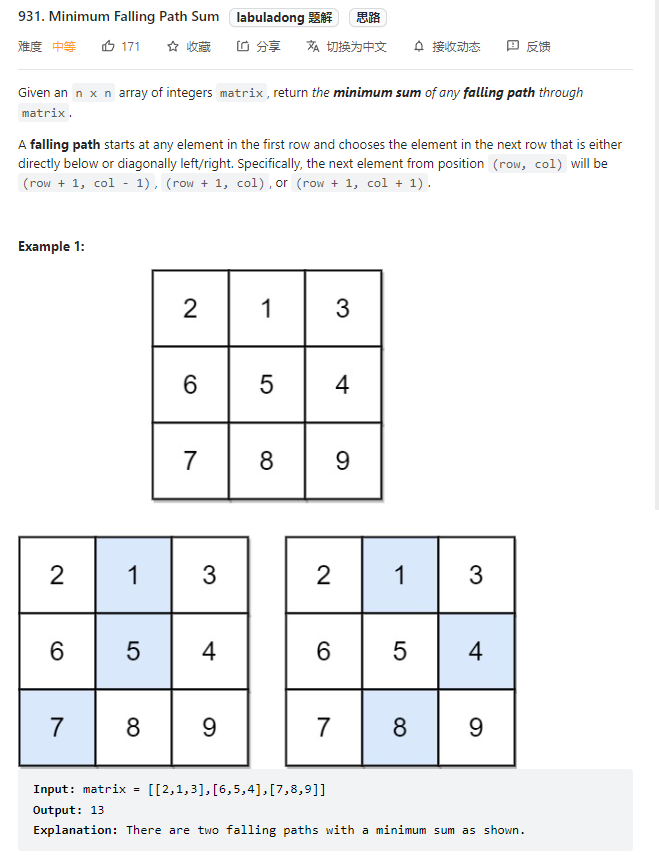 931. Minimum Falling Path Sum labuladong 题解 思路
难度 中等 171 收藏 分享 切换为中文 接收动态 反馈
Given an n x n array of integers matrix, return the minimum sum of any falling path through
matrix.
A falling path starts at any element in the first row and chooses the element in the next row that is either
directly below or diagonally left/right. Specifically, the next element from position (row, col) will be
(row + 1, col - 1), (row + 1, col), or (row + 1, col + 1).
Example 1:
2 1 3
6 5 4
7 8 9
2 1 3 2 1 3
6 5 4 6 5 4
7 8 9 7 8 9
Input: matrix = [[2,1,3],[6,5,4],[7,8,9]]
Output: 13
Explanation: There are two falling paths with a minimum sum as shown.